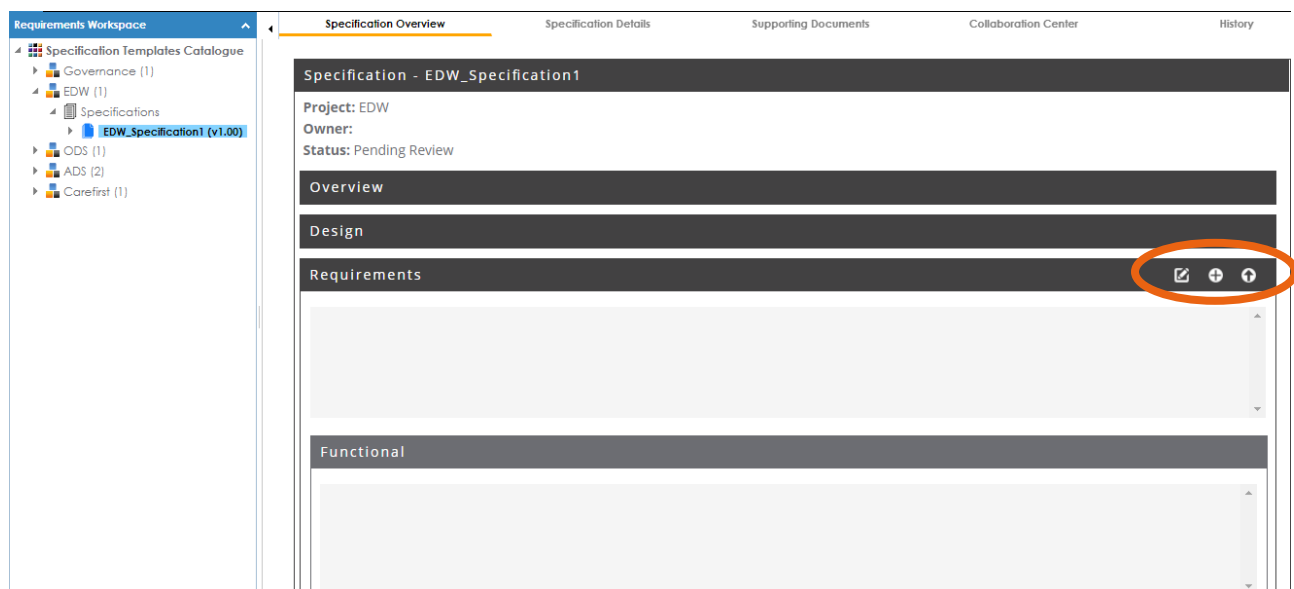 Requirements Workspace
Specification Overview
Specification Details
Supporting Documents
Collaboration Center
History
Specification Templates Catalogue
Governance (1)
EDW (1)
Specifications
EDW_Specification1 (v1.00)
ODS (1)
ADS (2)
Carefirst (1)
Specification - EDW_Specification1
Project: EDW
Owner:
Status: Pending Review
Overview
Design
Requirements
Functional